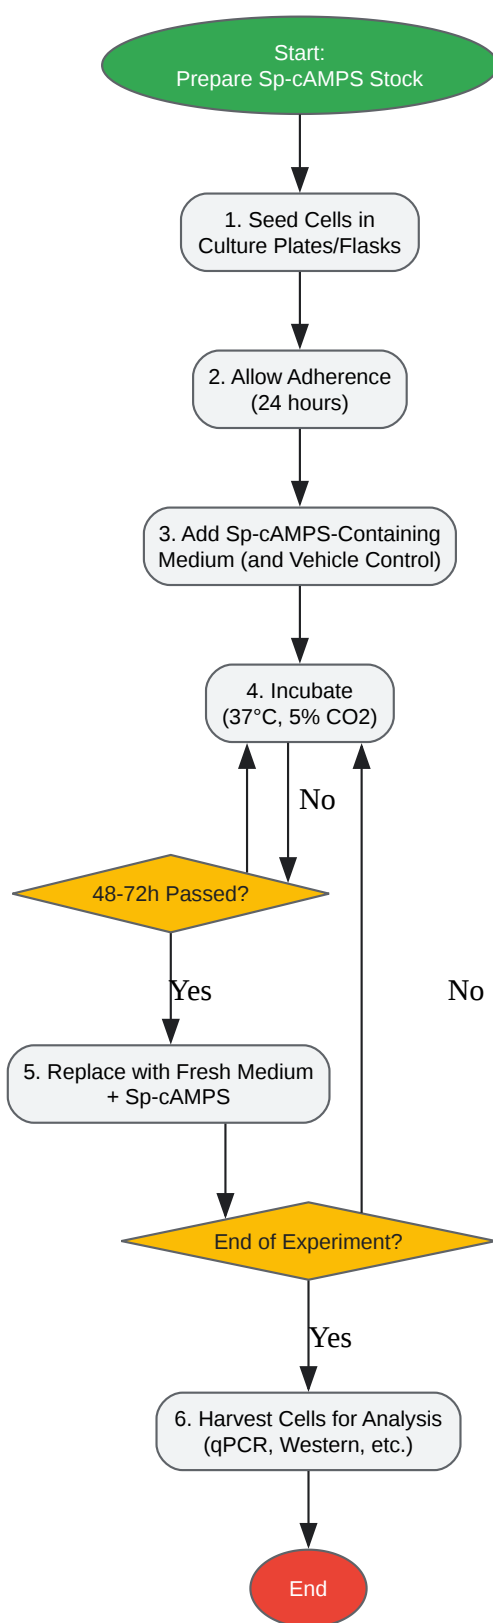 Start:
Prepare Sp-cAMPS Stock
1. Seed Cells in
Culture Plates/Flasks
2. Allow Adherence
(24 hours)
3. Add Sp-cAMPS-Containing
Medium (and Vehicle Control)
4. Incubate
(37°C, 5% CO2)
No
48-72h Passed?
Yes
No
5. Replace with Fresh Medium
+ Sp-cAMPS
End of Experiment?
Yes
6. Harvest Cells for Analysis
(qPCR, Western, etc.)
End